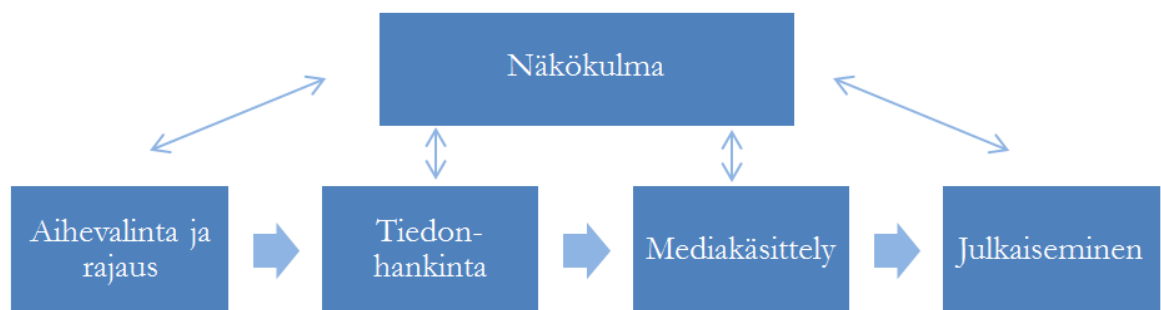 Näkökulma
Aihevalinta ja
rajaus
Tiedon-
hankinta
Mediakäsittely
Julkaiseminen